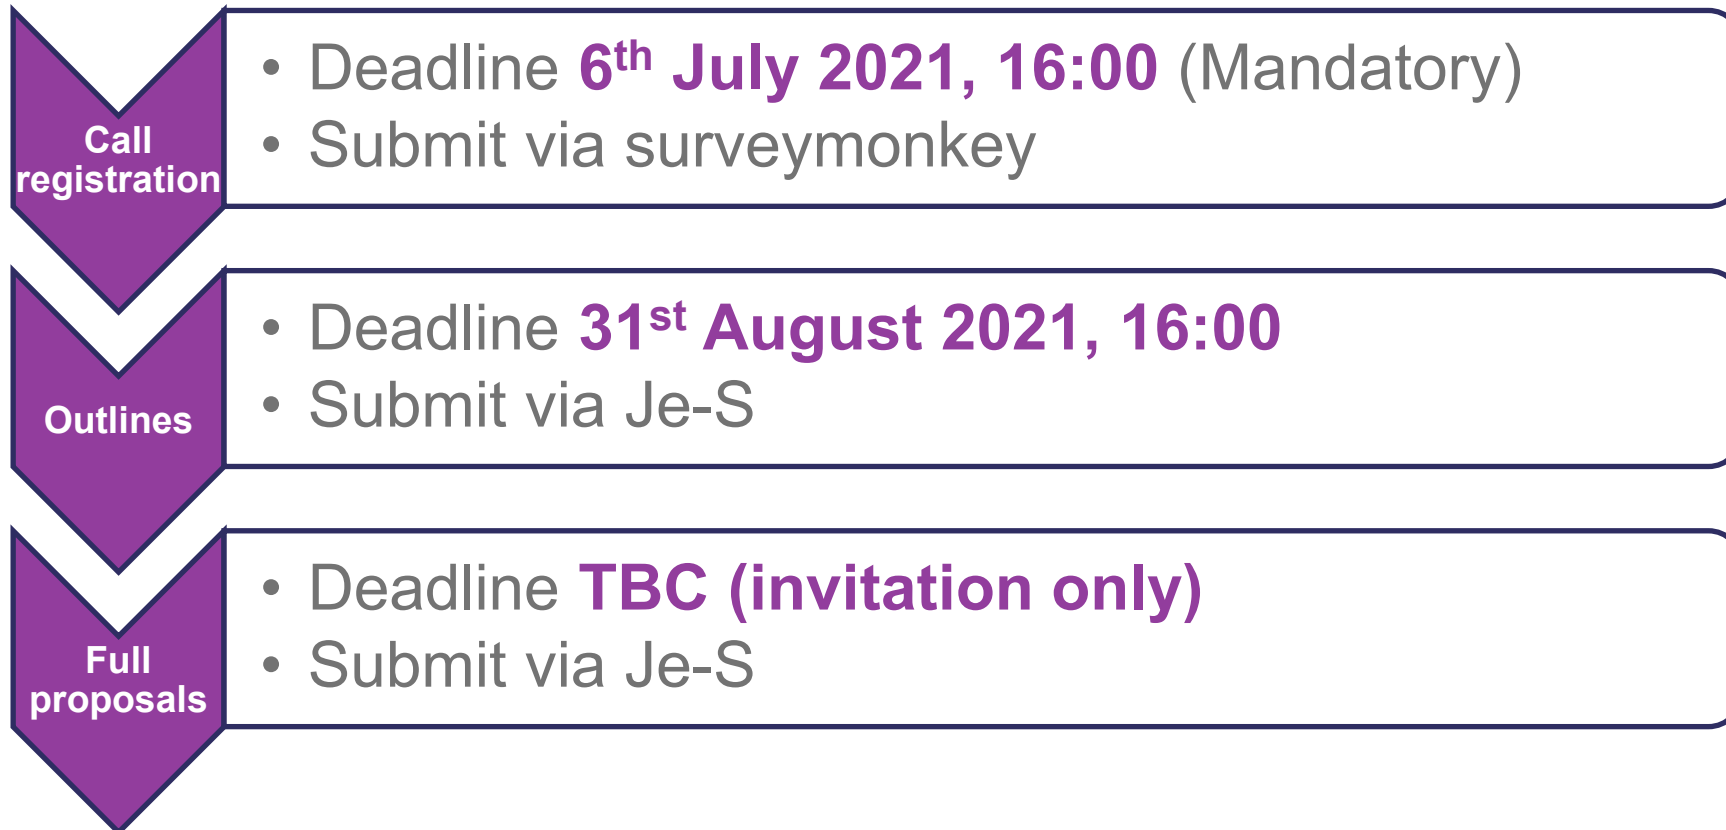 Call
registration
• Deadline 6th July 2021, 16:00 (Mandatory)
• Submit via surveymonkey
Outlines
• Deadline 31st August 2021, 16:00
• Submit via Je-S
Full
proposals
• Deadline TBC (invitation only)
• Submit via Je-S